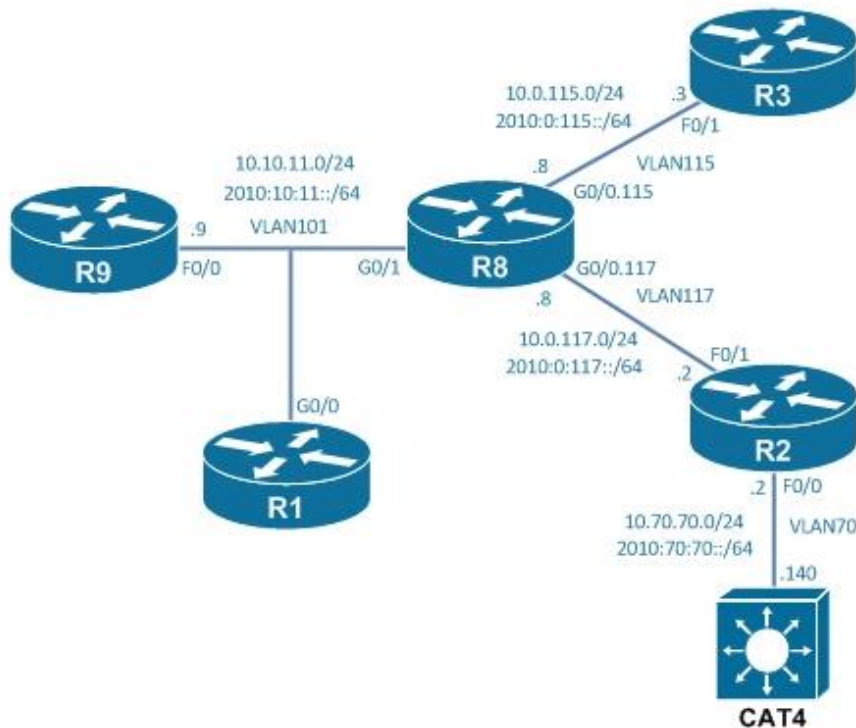 R3
10.0.115.0/24
.3
2010:0:115::/64
F0/1
10.10.11.0/24
.8
VLAN115
2010:10:11::/64
G0/0.115
.9
VLAN101
R9
F0/0
G0/1
R8
G0/0.117
.8
VLAN117
10.0.117.0/24
F0/1
2010:0:117::/64
.2
G0/0
R2
R1
.2
F0/0
10.70.70.0/24
VLAN70
2010:70:70::/64
.140
CAT4